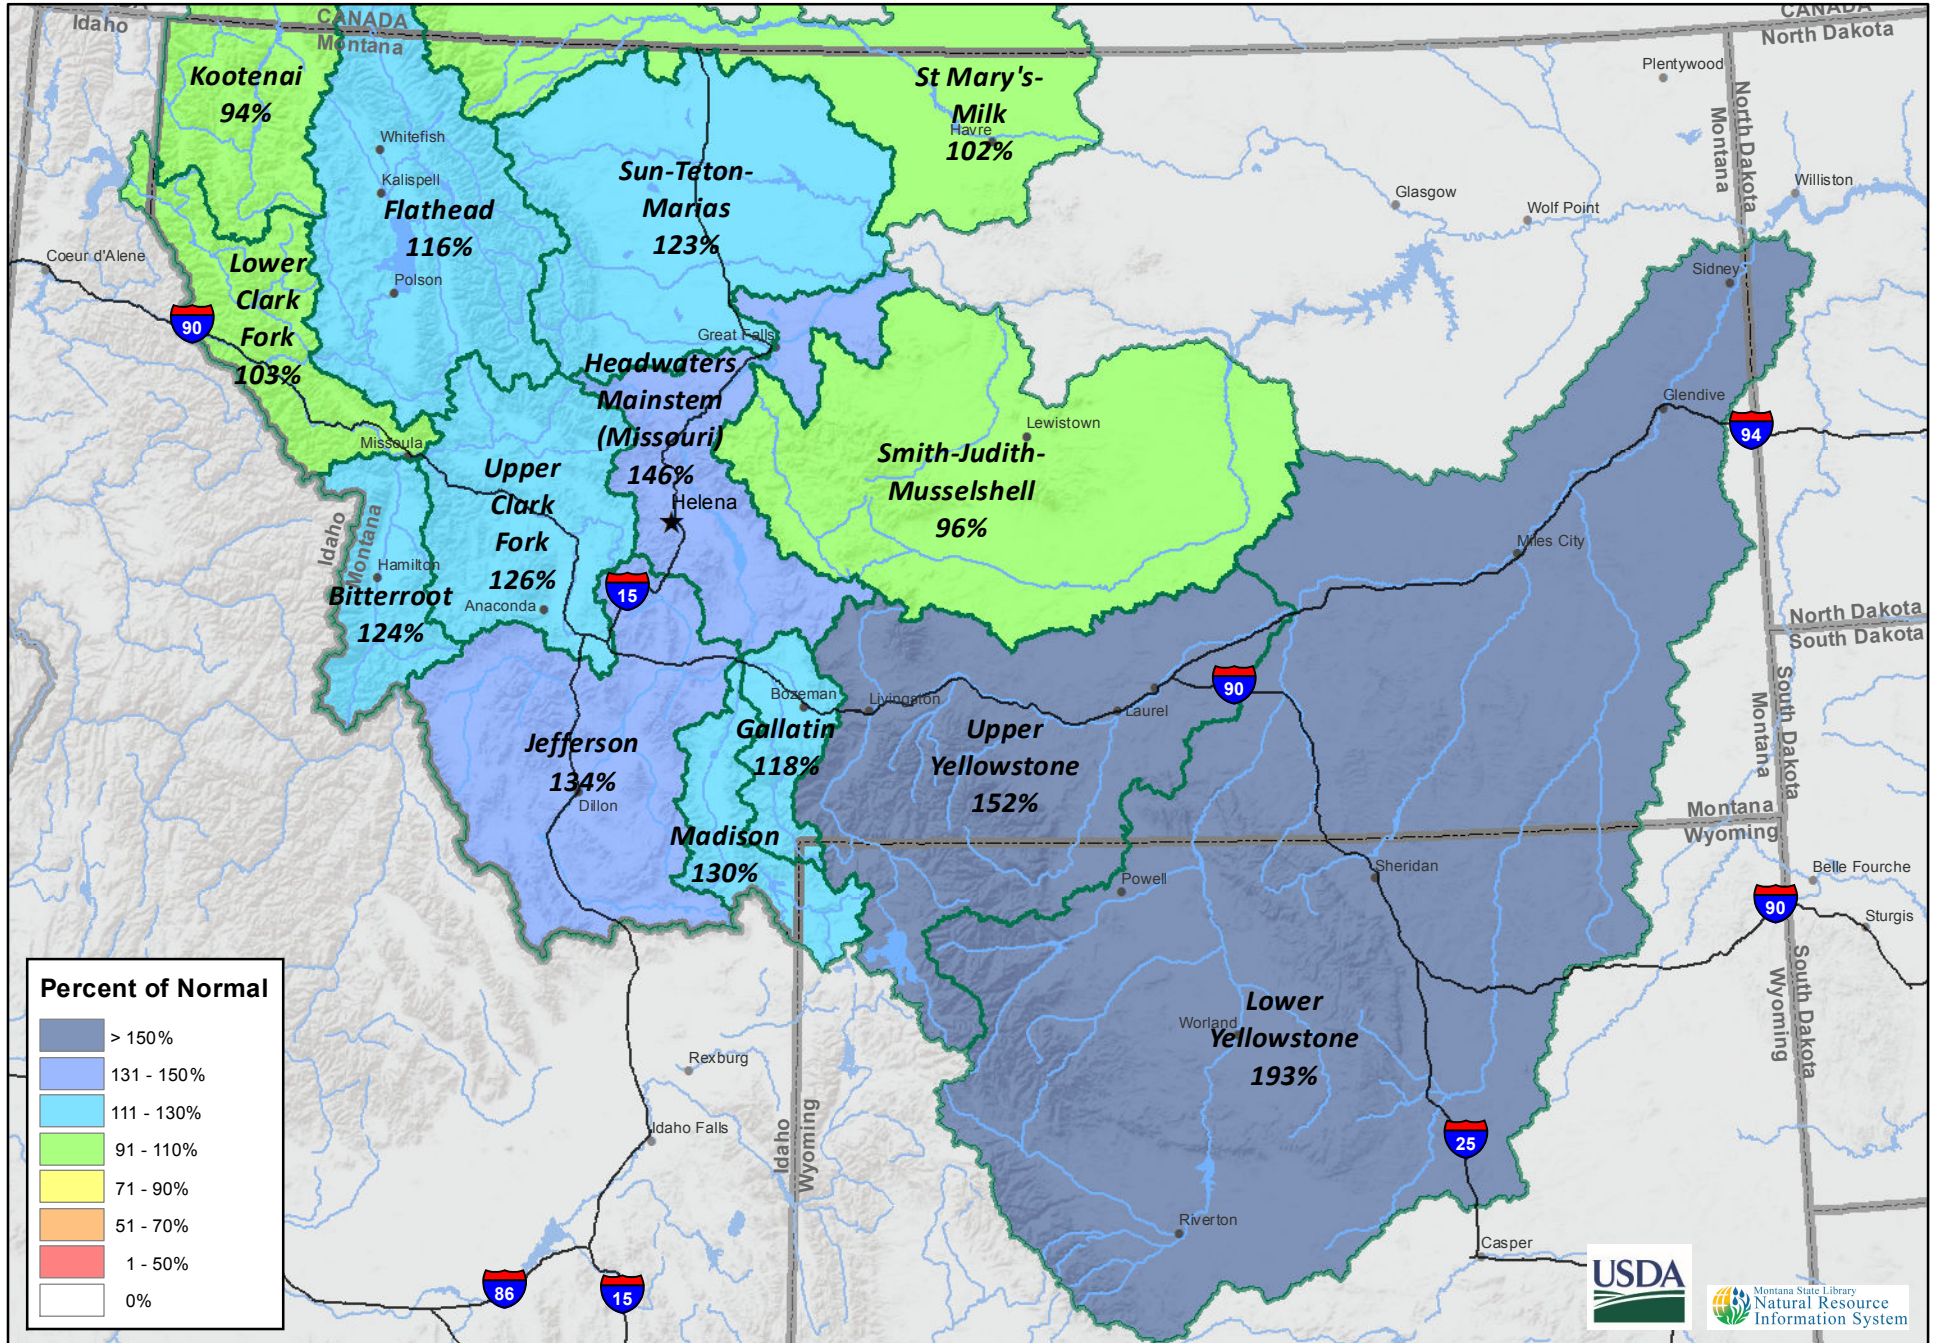 CANADA
Idaho
CANADA
Montana
CANADA
North Dakota
Kootenai
94%
St Mary's-
Milk
Havre
102%
Plentywood
North Dakota
Montana
Whitefish
Kalispell
Flathead
116%
Polson
Sun-Teton-
Marias
123%
Glasgow
Wolf Point
Williston
Sidney
Coeur d'Alene
Lower
Clark
Fork
103%
90
Great Falls
Headwaters
Mainstem
(Missouri)
146%
Helena
Glendive
94
Lewistown
Smith-Judith-
Musselshell
96%
Missoula
Upper
Clark
Fork
126%
Anaconda
Idaho
Montana
Hamilton
Bitterroot
124%
15
Miles City
North Dakota
South Dakota
Bozeman
Livingston
Laurel
90
Gallatin
118%
Jefferson
134%
Dillon
Madison
130%
Upper
Yellowstone
152%
South Dakota
Montana
Montana
Wyoming
Powell
Sheridan
Belle Fourche
90
Sturgis
South Dakota
Wyoming
Worland
Lower
Yellowstone
193%
Rexburg
Idaho Falls
Idaho
Wyoming
25
Riverton
Casper
86
15
Percent of Normal
> 150%
131 - 150%
111 - 130%
91 - 110%
71 - 90%
51 - 70%
1 - 50%
0%
USDA
Montana State Library
Natural Resource
Information System